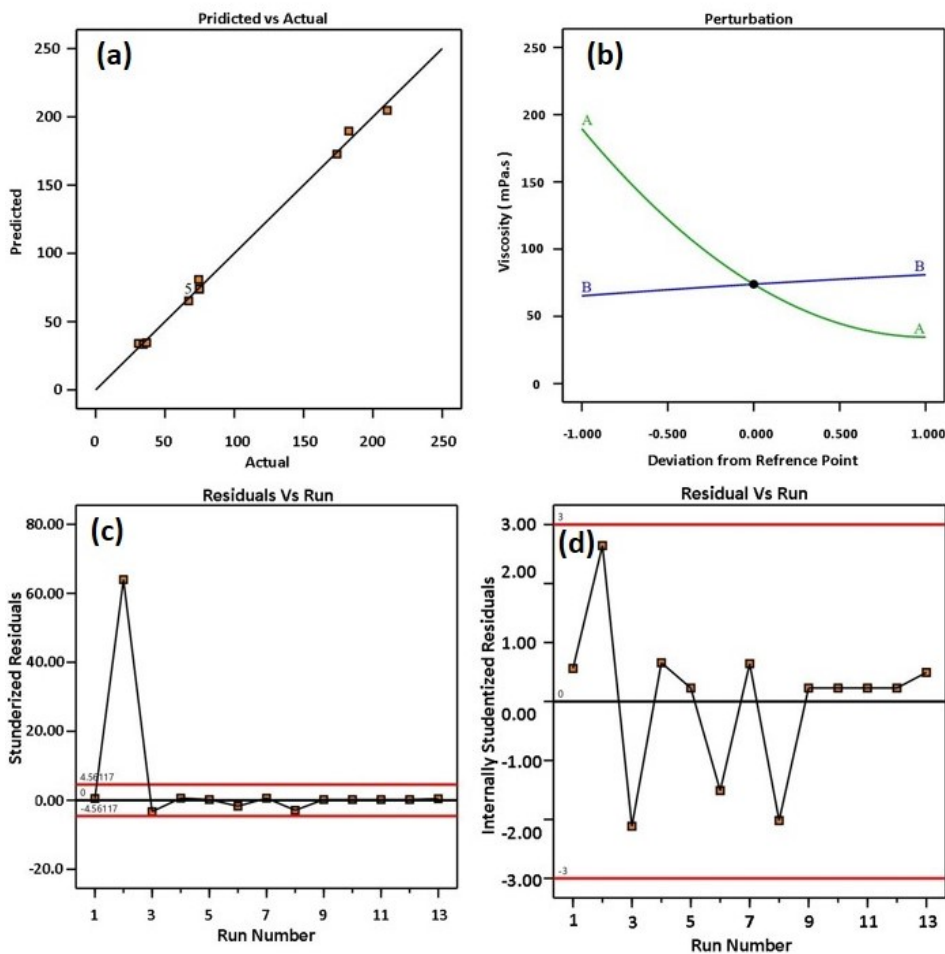 Pridicted vs Actual
(a)
250
200
150
100
50
0
Predicted
5
0 50 100 150 200 250
Actual
Perturbation
(b)
250
200
150
100
50
0
Viscosity ( mPa.s)
A
B
B
A
-1.000 -0.500 0.000 0.500 1.000
Deviation from Refrence Point
Residuals Vs Run
(c)
80.00
60.00
40.00
20.00
0.00
-20.0
Stunderized Residuals
4.56117
0
-4.56117
1 3 5 7 9 11 13
Run Number
Residual Vs Run
(d)
3.00
2.00
1.00
0.00
-1.00
-2.00
-3.00
Internally Studentized Residuals
3
0
-3
1 3 5 7 9 11 13
Run Number